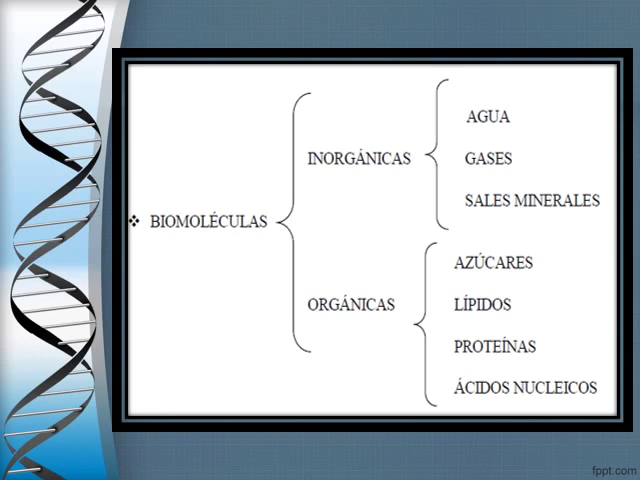 AGUA
INORGÁNICAS
GASES
SALES MINERALES
❖ BIOMOLÉCULAS
AZÚCARES
ORGÁNICAS
LÍPIDOS
PROTEÍNAS
ÁCIDOS NUCLEICOS
fppt.com